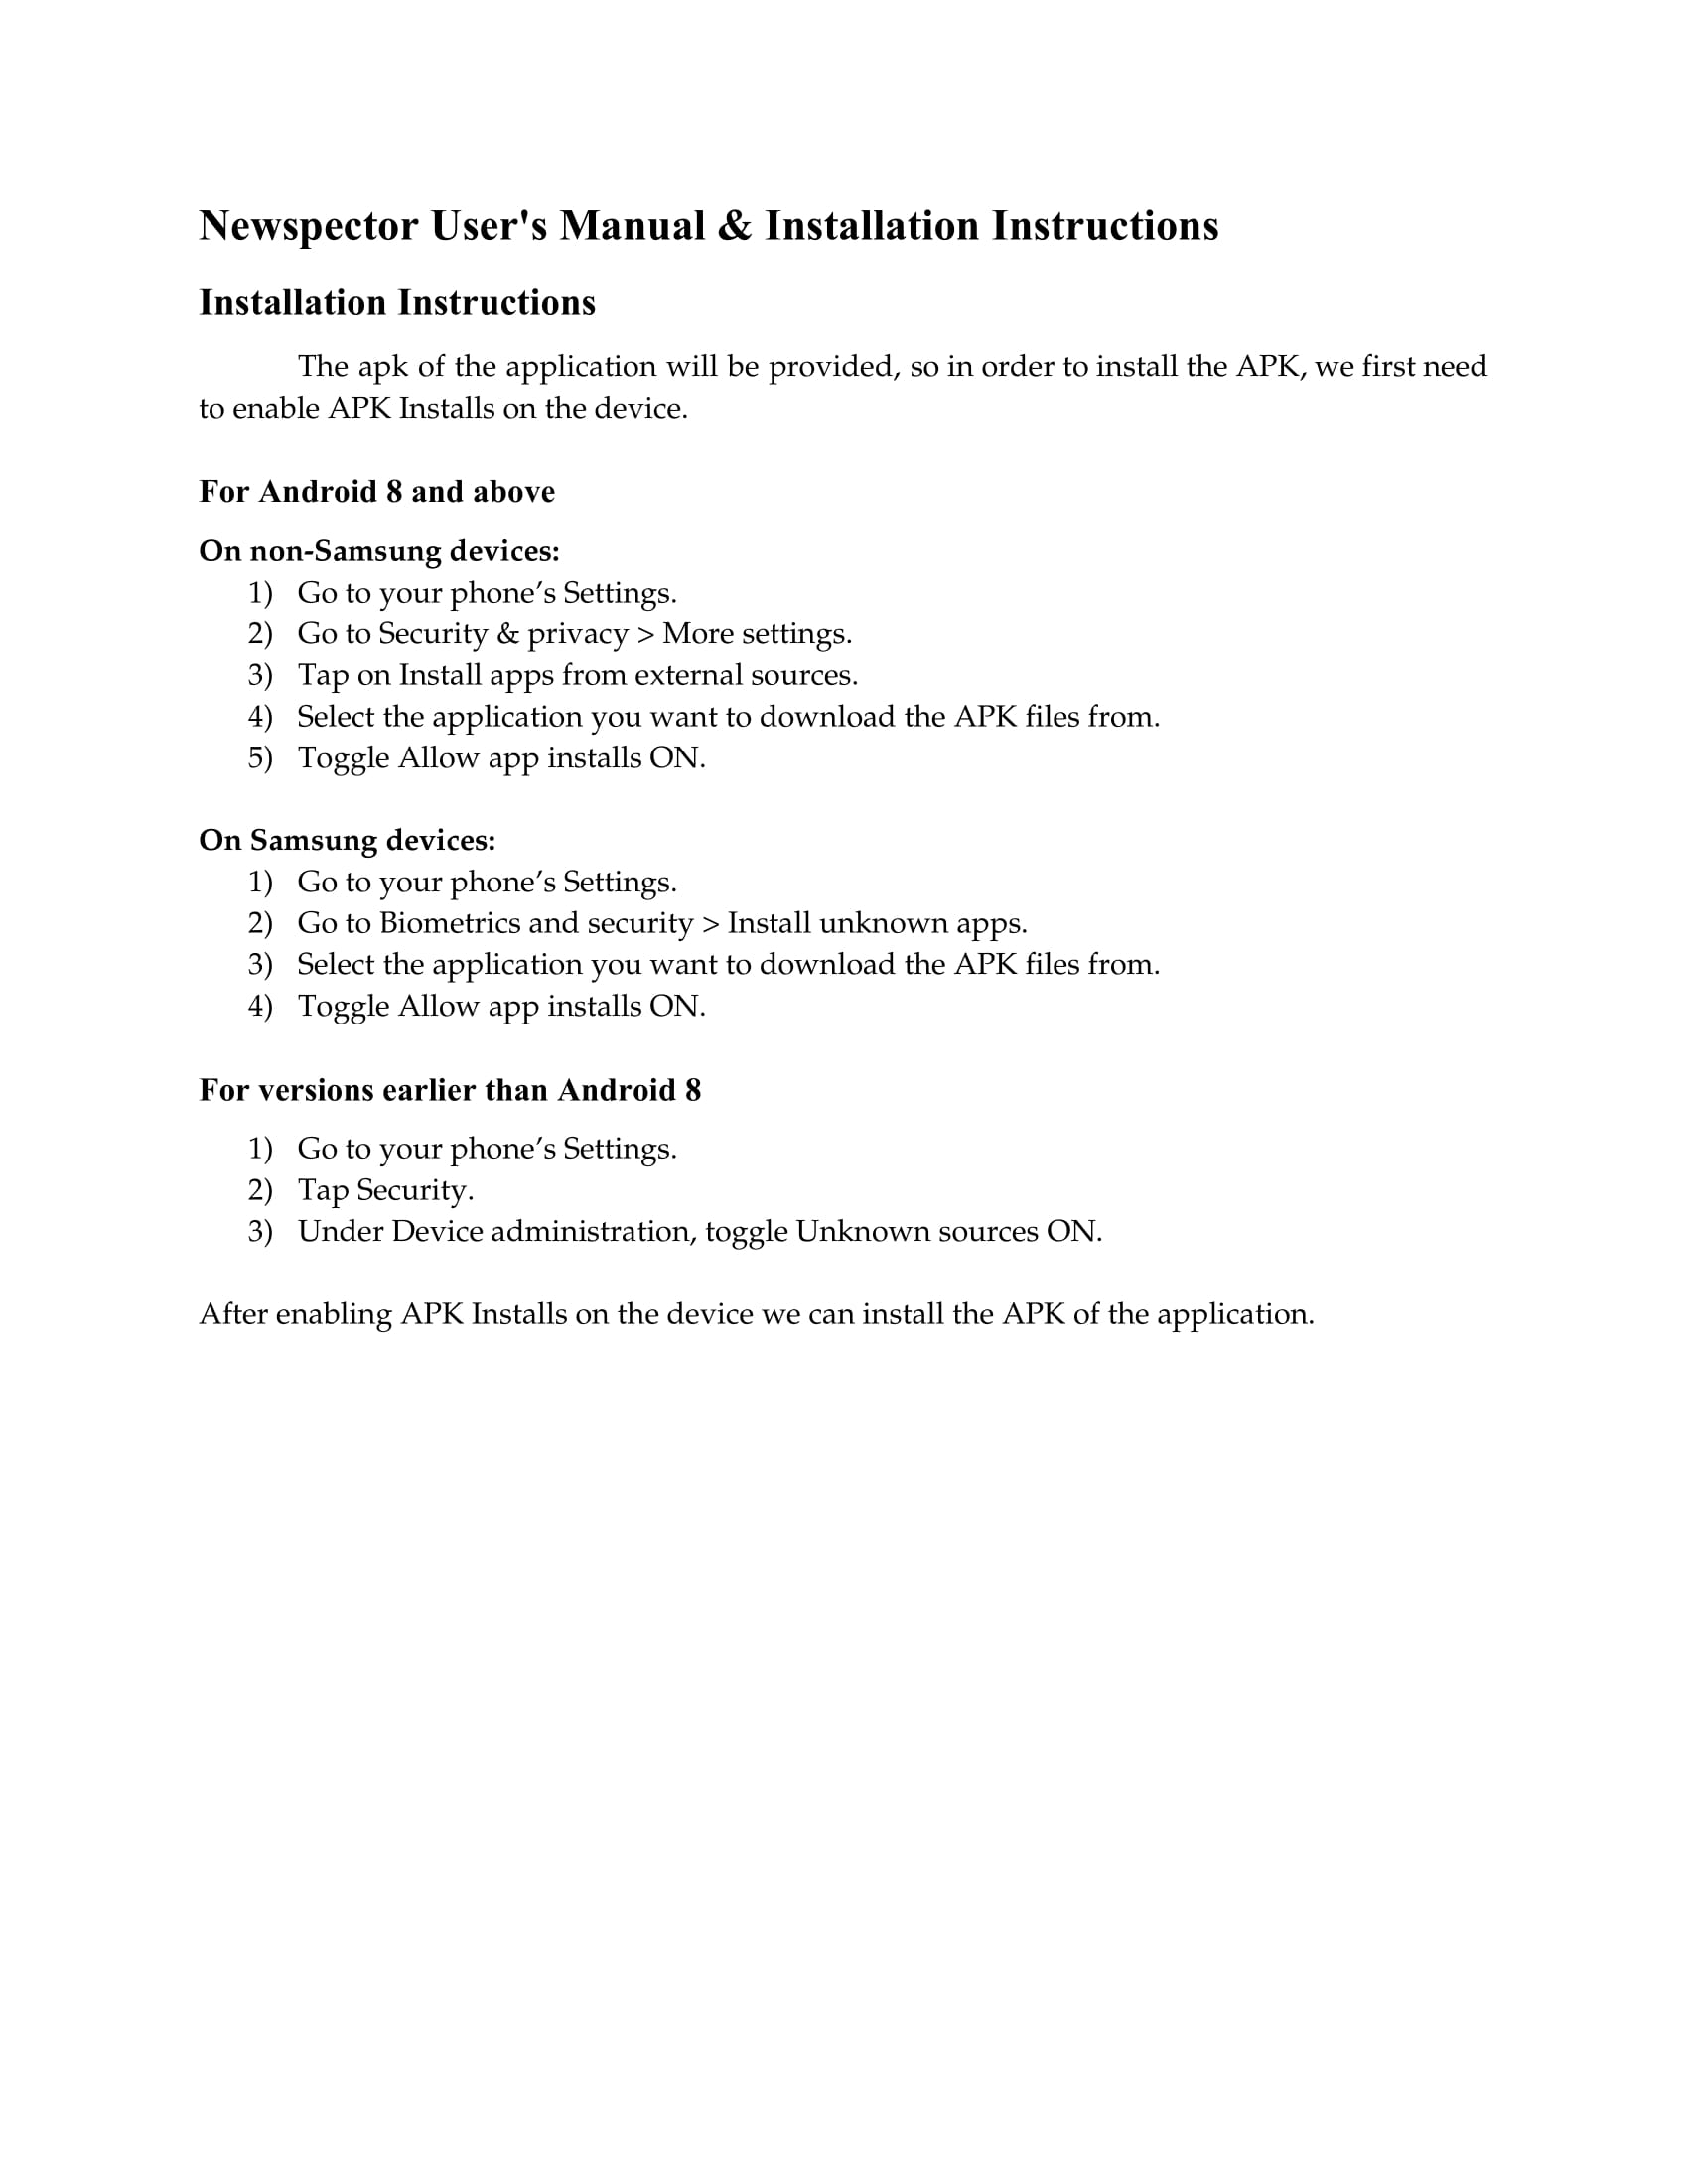 Newspector User's Manual & Installation Instructions
Installation Instructions
The apk of the application will be provided, so in order to install the APK, we first need
to enable APK Installs on the device.
For Android 8 and above
On non-Samsung devices:
1) Go to your phone’s Settings.
2) Go to Security & privacy > More settings.
3) Tap on Install apps from external sources.
4) Select the application you want to download the APK files from.
5) Toggle Allow app installs ON.
On Samsung devices:
1) Go to your phone’s Settings.
2) Go to Biometrics and security > Install unknown apps.
3) Select the application you want to download the APK files from.
4) Toggle Allow app installs ON.
For versions earlier than Android 8
1) Go to your phone’s Settings.
2) Tap Security.
3) Under Device administration, toggle Unknown sources ON.
After enabling APK Installs on the device we can install the APK of the application.